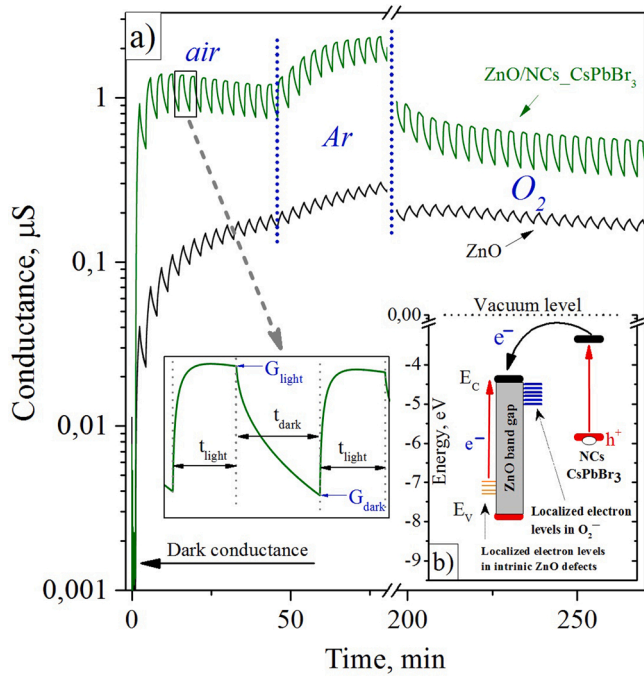 a)
air
ZnO/NCs_CsPbBr₃
Ar
O₂
ZnO
1
0,1
0,01
0,001
Conductance, µS
G_light
t_dark
t_light
t_light
G_dark
Dark conductance
0
50
200
250
Time, min
Vacuum level
0,00
-4
-5
-6
-7
-8
-9
Energy, eV
e⁻
E_C
e⁻
ZnO band gap
h⁺
NCs
CsPbBr3
Localized electron
levels in O₂⁻
E_V
Localized electron levels
in intrinsic ZnO defects
b)